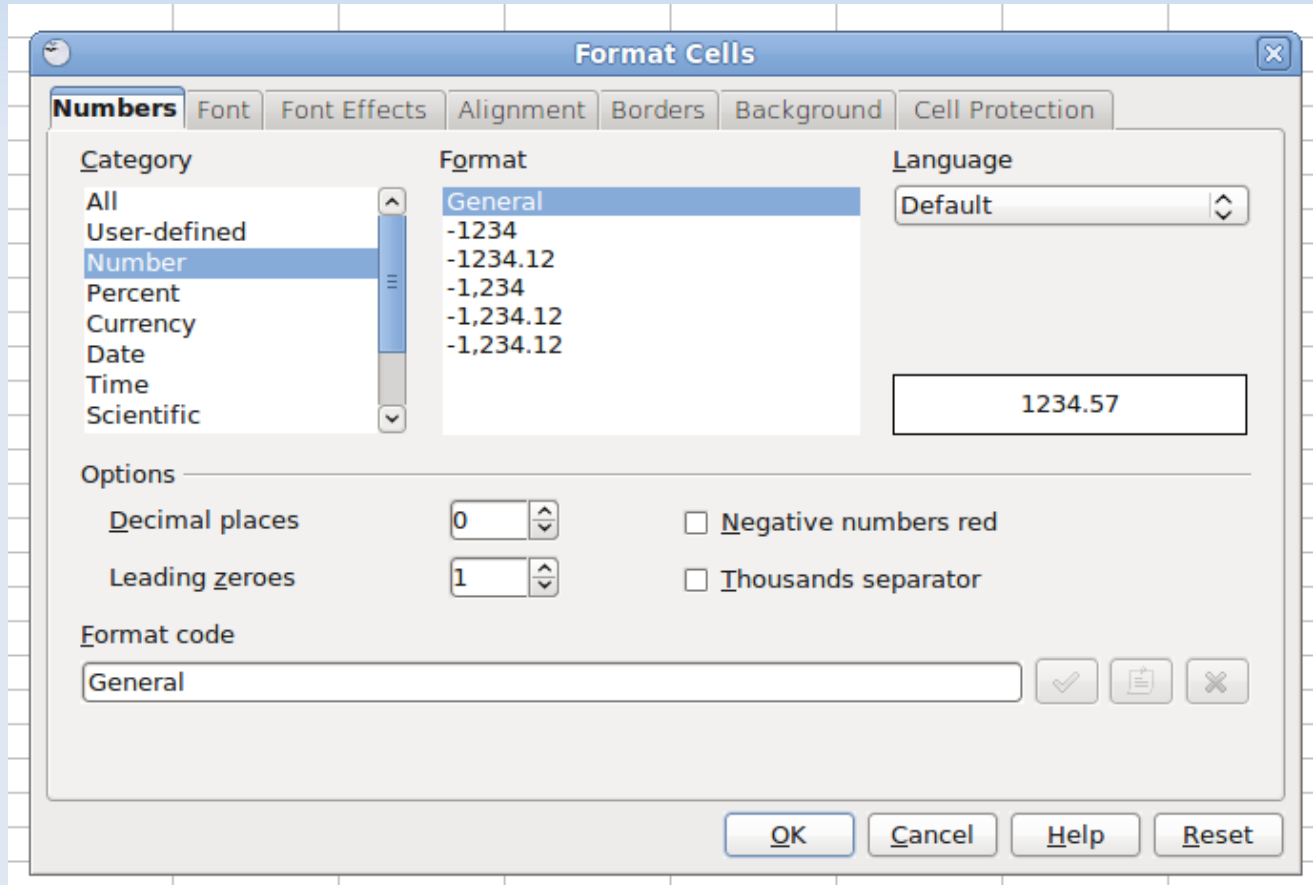 Format Cells
Numbers Font Font Effects Alignment Borders Background Cell Protection
Category
All
User-defined
Number
Percent
Currency
Date
Time
Scientific
Format
General
-1234
-1234.12
-1,234
-1,234.12
-1,234.12
Language
Default
1234.57
Options
Decimal places 0
Negative numbers red
Leading zeroes 1
Thousands separator
Format code
General
OK Cancel Help Reset